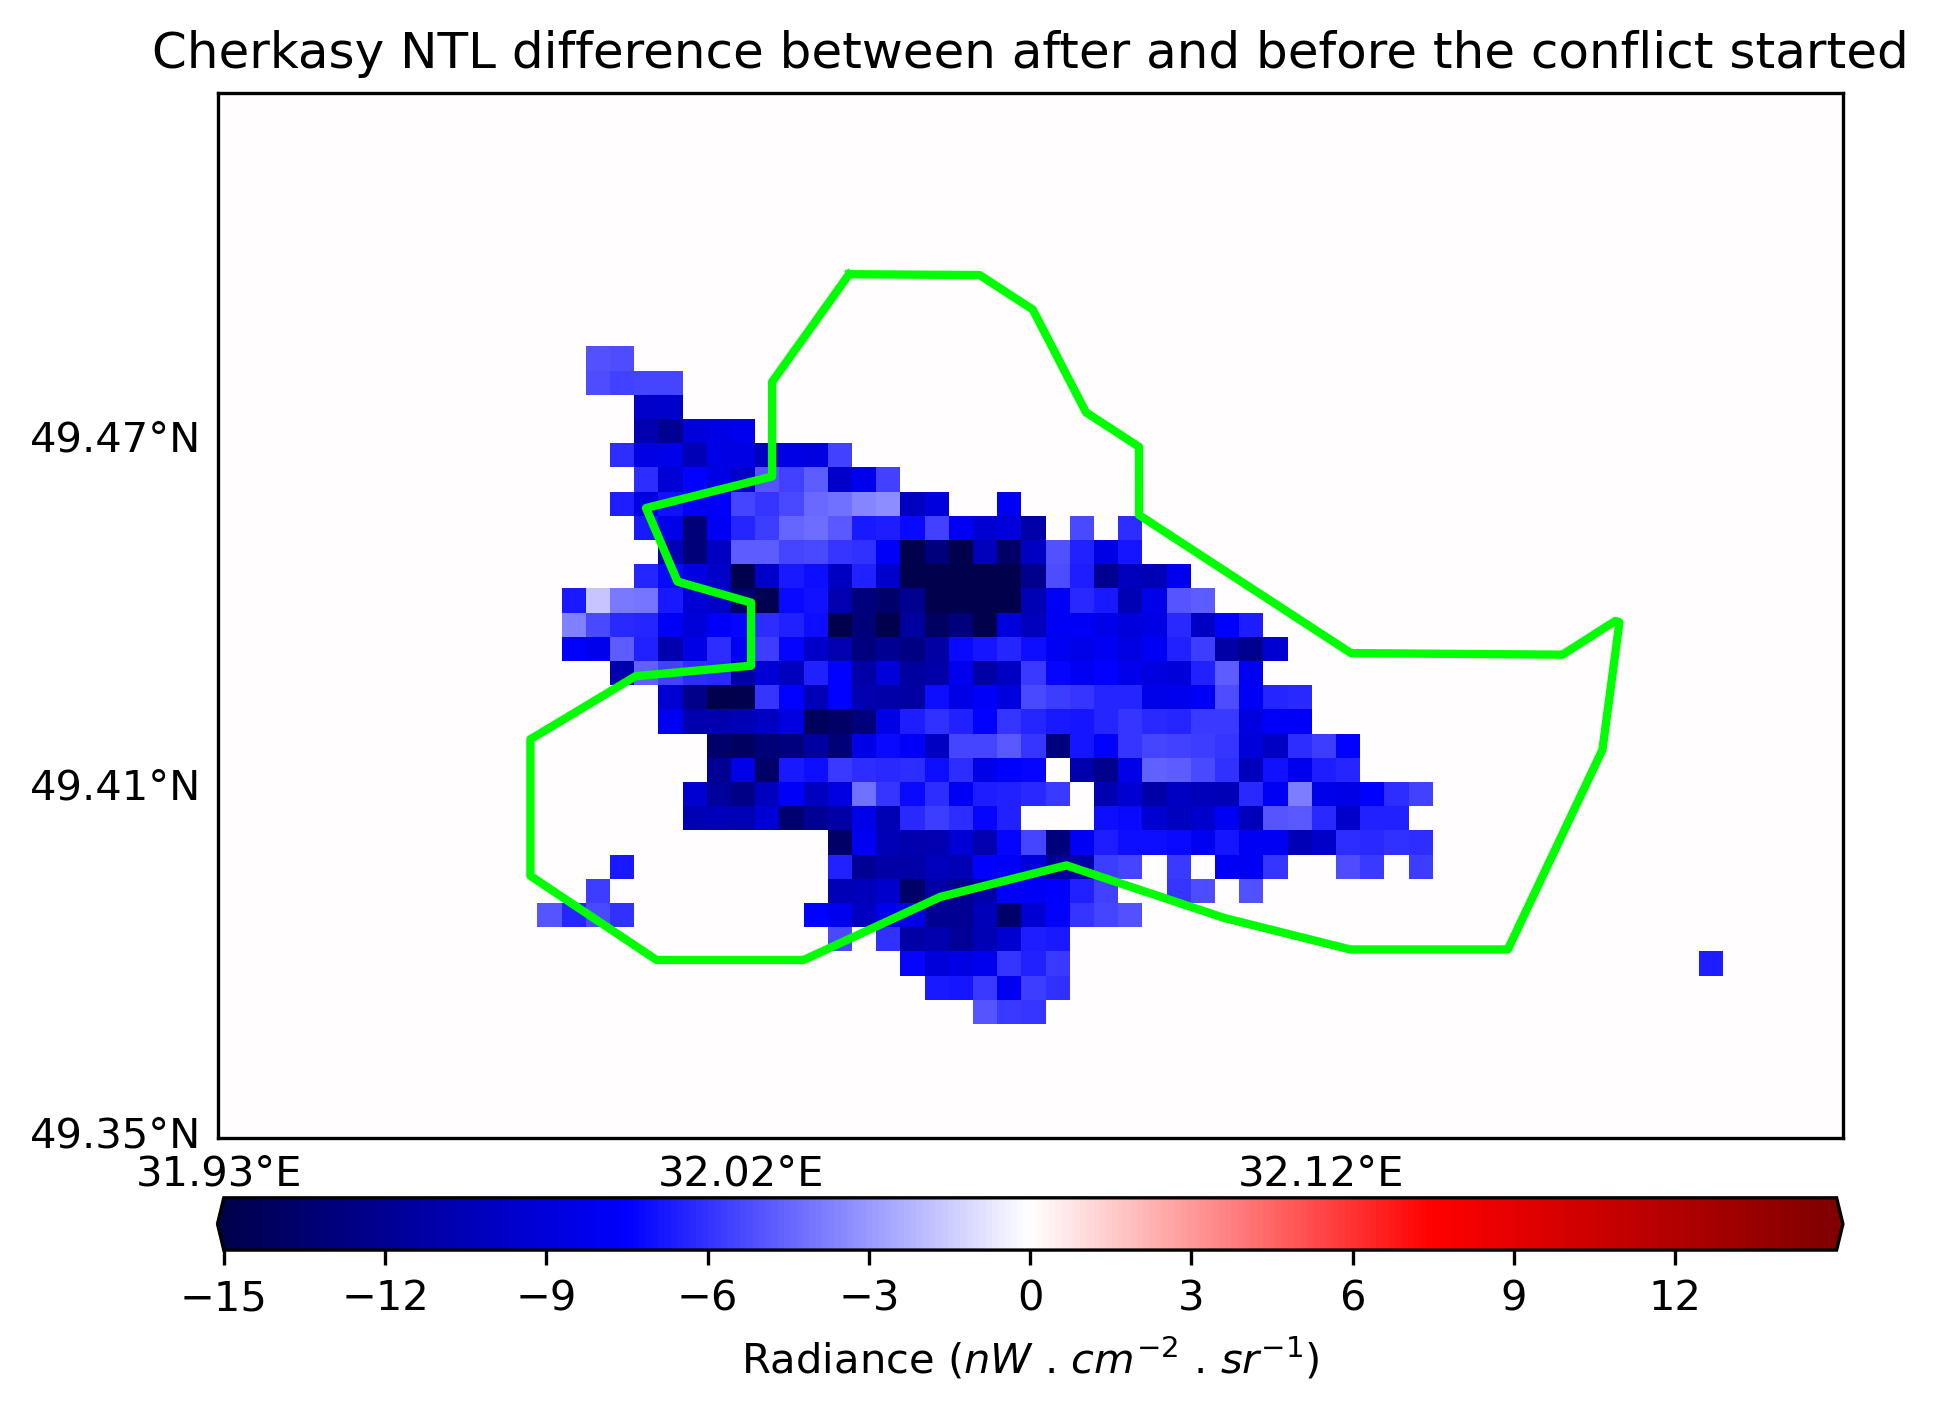 Cherkasy NTL difference between after and before the conflict started
49.47°N
49.41°N
49.35°N
31.93°E 32.02°E 32.12°E
−15 −12 −9 −6 −3 0 3 6 9 12
Radiance (nW . cm⁻² . sr⁻¹)